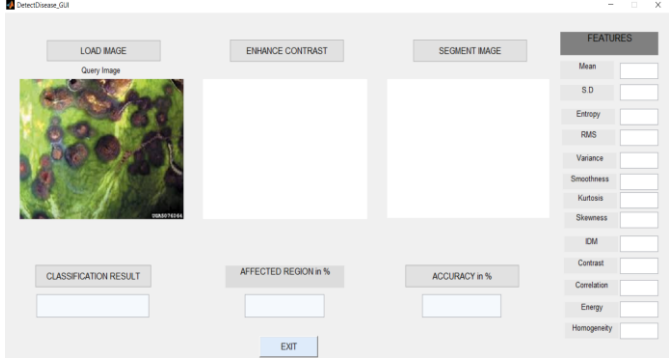 DetectDisease_GUI
LOAD IMAGE
ENHANCE CONTRAST
SEGMENT IMAGE
FEATURES
Query Image
Mean
S.D
Entropy
RMS
Variance
Smoothness
Kurtosis
Skewness
IDM
Contrast
Correlation
Energy
Homogeneity
CLASSIFICATION RESULT
AFFECTED REGION in %
ACCURACY in %
EXIT